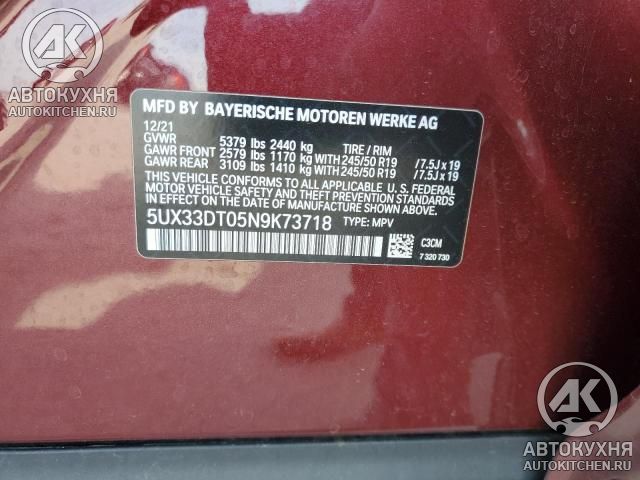 АК
АВТОКУХНЯ
AUTOKITCHEN.RU
MFD BY BAYERISCHE MOTOREN WERKE AG
12/21
GVWR 5379 lbs 2440 kg TIRE / RIM
GAWR FRONT 2579 lbs 1170 kg WITH 245/50 R19 /7.5J x 19
GAWR REAR 3109 lbs 1410 kg WITH 245/50 R19 /7.5J x 19
THIS VEHICLE CONFORMS TO ALL APPLICABLE U.S. FEDERAL
MOTOR VEHICLE SAFETY AND THEFT PREVENTION STANDARDS
IN EFFECT ON THE DATE OF MANUFACTURE SHOWN ABOVE.
5UX33DT05N9K73718 TYPE: MPV
C3CM
7 320 730
АК
АВТОКУХНЯ
AUTOKITCHEN.RU